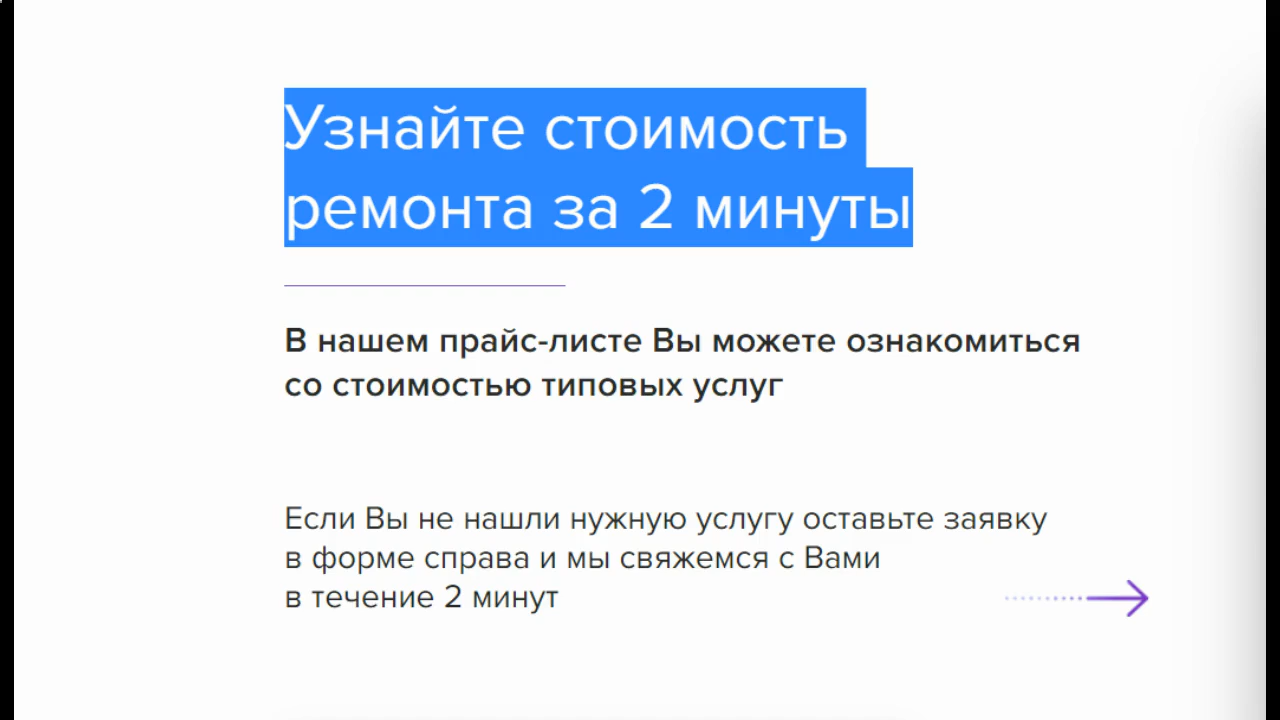 Узнайте стоимость
ремонта за 2 минуты
В нашем прайс-листе Вы можете ознакомиться
со стоимостью типовых услуг
Если Вы не нашли нужную услугу оставьте заявку
в форме справа и мы свяжемся с Вами
в течение 2 минут